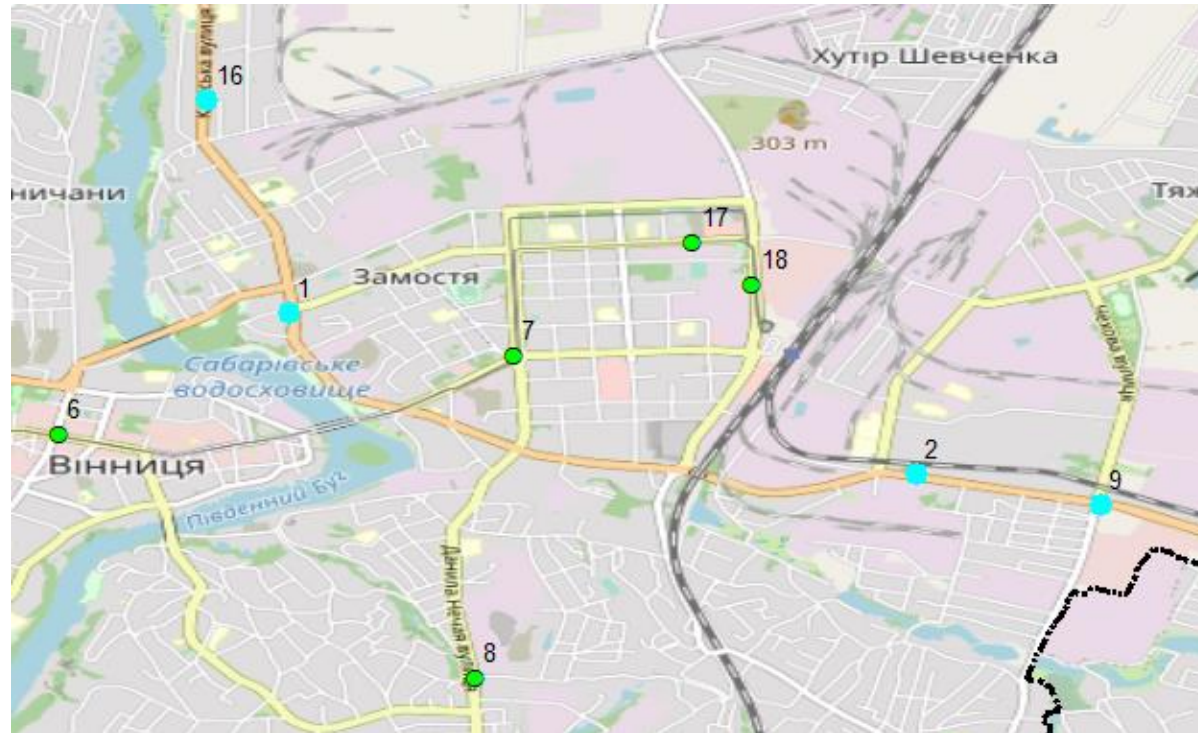 Хутір Шевченка
16
303 m
ничани
Тяж
17
18
Замостя
1
7
Сабарівське
водосховище
6
Вінниця
2
9
Південний Буг
Данила Нечая вулиця
8